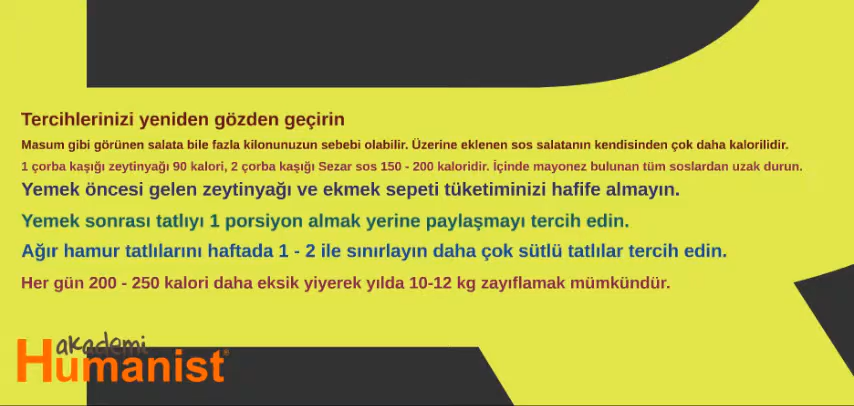 Tercihlerinizi yeniden gözden geçirin
Masum gibi görünen salata bile fazla kilonunuzun sebebi olabilir. Üzerine eklenen sos salatanın kendisinden çok daha kalorilidir.
1 çorba kaşığı zeytinyağı 90 kalori, 2 çorba kaşığı Sezar sos 150 - 200 kaloridir. İçinde mayonez bulunan tüm soslardan uzak durun.
Yemek öncesi gelen zeytinyağı ve ekmek sepeti tüketiminizi hafife almayın.
Yemek sonrası tatlıyı 1 porsiyon almak yerine paylaşmayı tercih edin.
Ağır hamur tatlılarını haftada 1 - 2 ile sınırlayın daha çok sütlü tatlılar tercih edin.
Her gün 200 - 250 kalori daha eksik yiyerek yılda 10-12 kg zayıflamak mümkündür.
akademi
Humanist